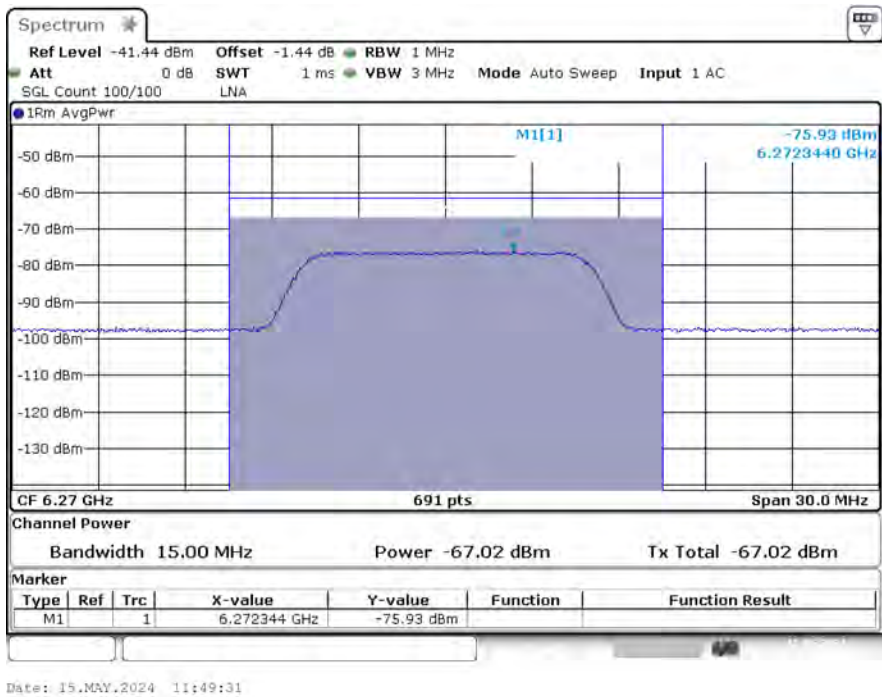 Spectrum
Ref Level -41.44 dBm Offset -1.44 dB RBW 1 MHz
Att 0 dB SWT 1 ms VBW 3 MHz Mode Auto Sweep Input 1 AC
SGL Count 100/100 LNA
1Rm AvgPwr
M1[1] -75.93 dBm
6.2723440 GHz
-50 dBm
-60 dBm
-70 dBm
-80 dBm
-90 dBm
-100 dBm
-110 dBm
-120 dBm
-130 dBm
CF 6.27 GHz 691 pts Span 30.0 MHz
Channel Power
Bandwidth 15.00 MHz Power -67.02 dBm Tx Total -67.02 dBm
Marker
Type Ref Trc X-value Y-value Function Function Result
M1 1 6.272344 GHz -75.93 dBm
Date: 15.MAY.2024 11:49:31